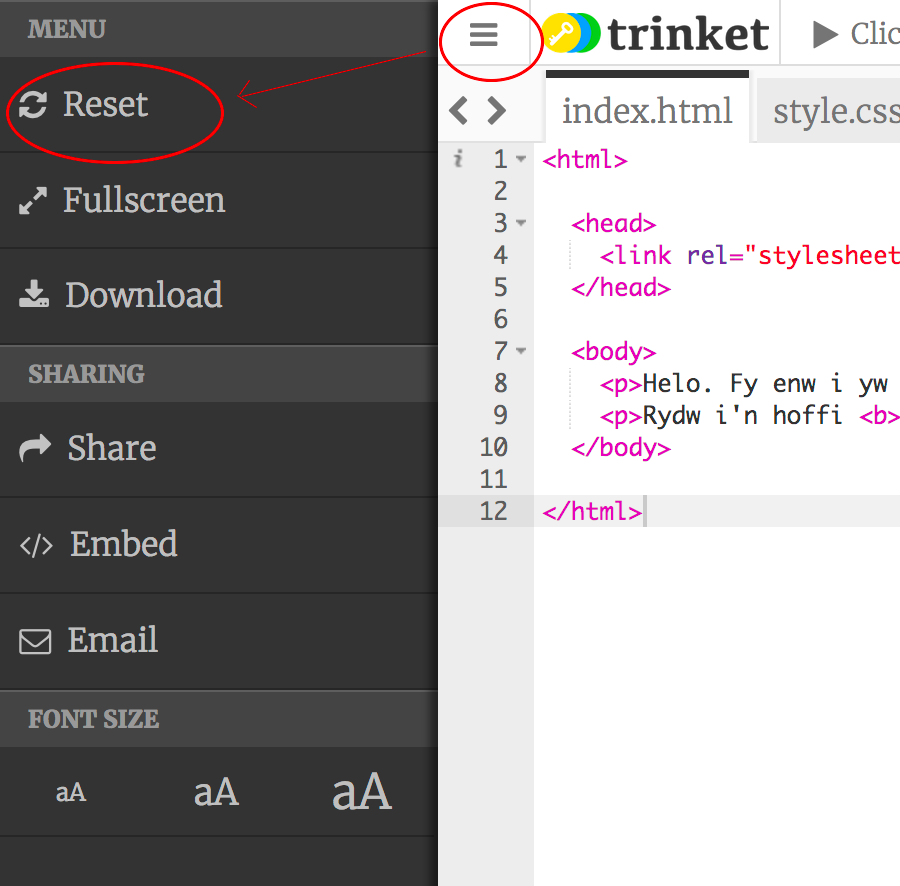 MENU
Reset
Fullscreen
Download
SHARING
Share
Embed
Email
FONT SIZE
aA aA aA
trinket
index.html style.css
1 <html>
2
3 <head>
4 <link rel="stylesheet
5 </head>
6
7 <body>
8 <p>Helo. Fy enw i yw
9 <p>Rydw i'n hoffi <b>
10 </body>
11
12 </html>